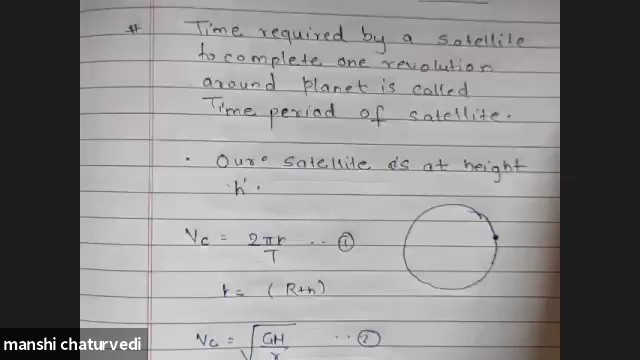 # Time required by a satellite
to complete one revolution
around planet is called
Time period of satellite.
• Our satellite is at height
'h'.
Vc = 2πr/T ·· ①
r = (R+h)
Vc = √GM/r ·· ②
manshi chaturvedi